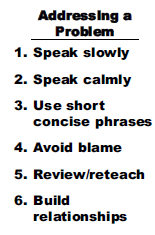 Addressing a
Problem
1. Speak slowly
2. Speak calmly
3. Use short
concise phrases
4. Avoid blame
5. Review/reteach
6. Build
relationships